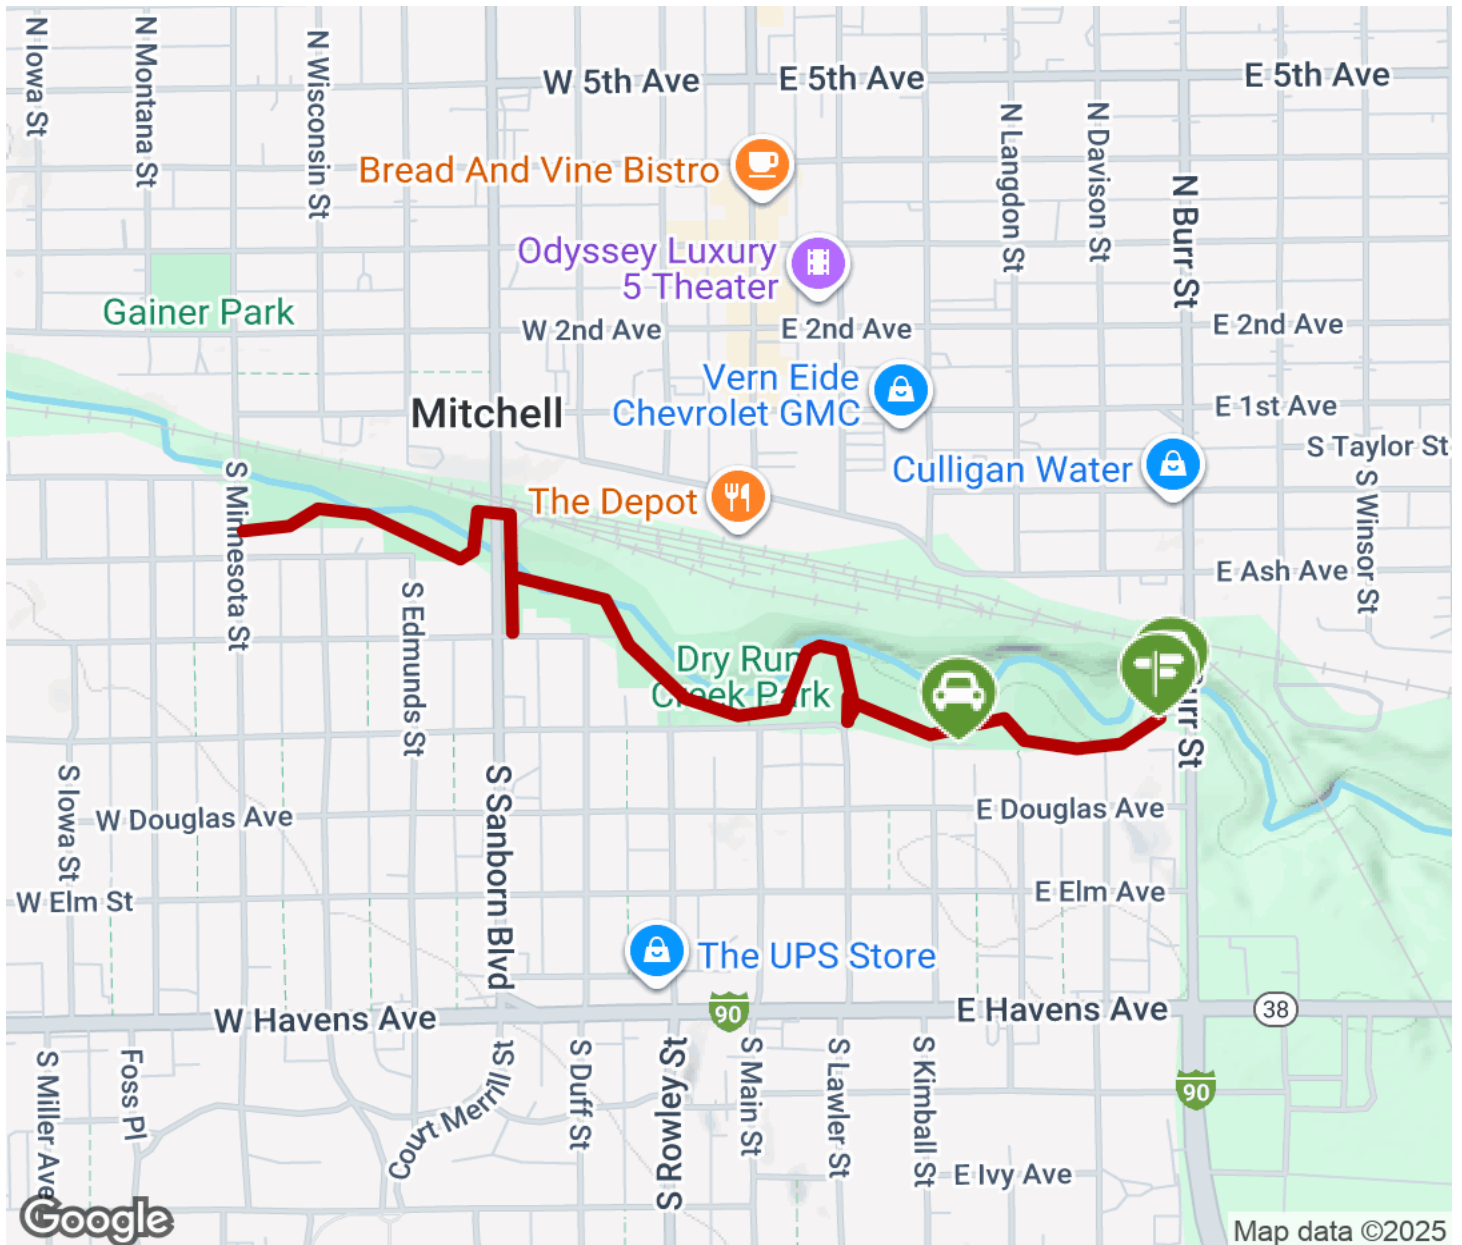 N Iowa St
N Montana St
N Wisconsin St
W 5th Ave
E 5th Ave
E 5th Ave
N Langdon St
N Davison St
N Burr St
Bread And Vine Bistro
Odyssey Luxury
5 Theater
Gainer Park
W 2nd Ave
E 2nd Ave
E 2nd Ave
Vern Eide
Chevrolet GMC
Mitchell
E 1st Ave
S Taylor St
Culligan Water
S Winsor St
The Depot
S Minnesota St
E Ash Ave
S Edmunds St
Dry Run
Creek Park
Burr St
S Iowa St
W Douglas Ave
S Sanborn Blvd
E Douglas Ave
W Elm St
E Elm Ave
The UPS Store
W Havens Ave
90
E Havens Ave
38
S Miller Ave
Foss Pl
Court Merrill St
S Duff St
S Rowley St
S Main St
S Lawler St
S Kimball St
90
E Ivy Ave
Google
Map data ©2025